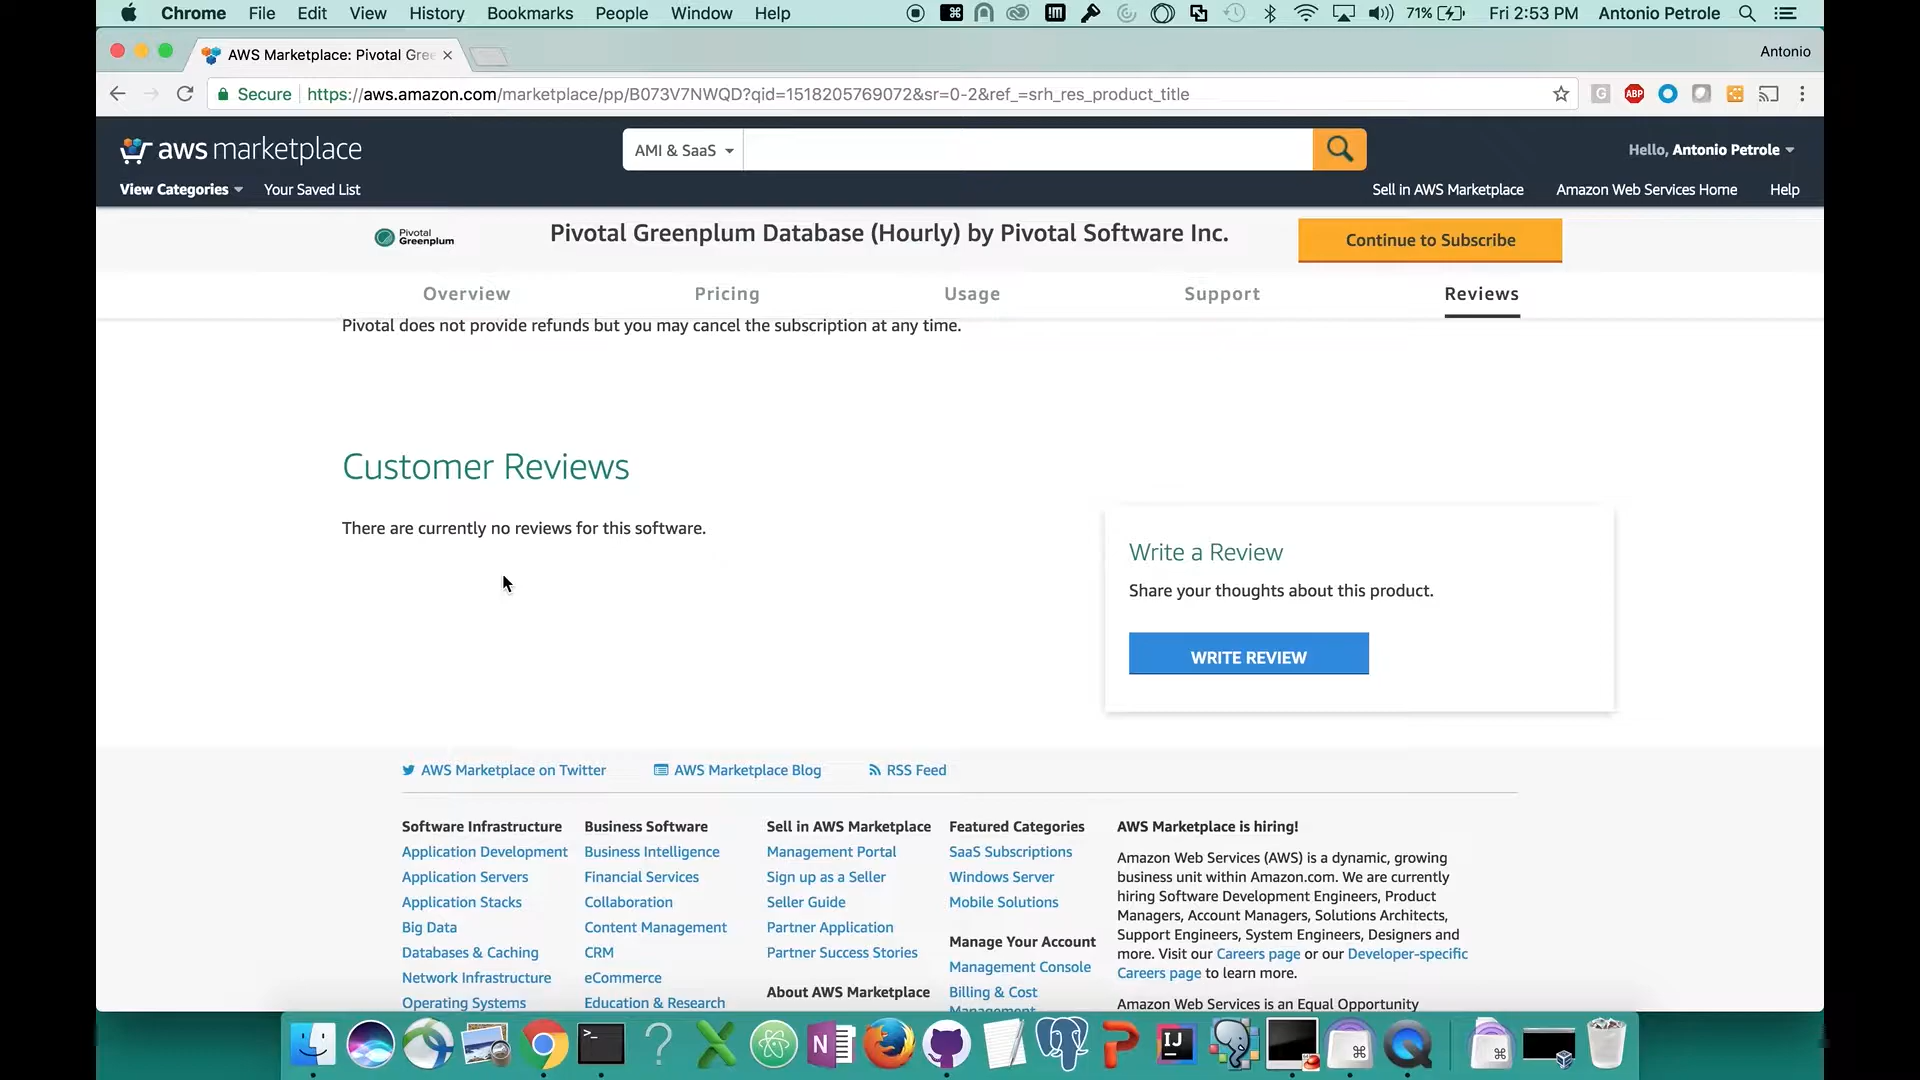 Chrome File Edit View History Bookmarks People Window Help 71% Fri 2:53 PM Antonio Petrole
AWS Marketplace: Pivotal Gree Antonio
Secure https://aws.amazon.com/marketplace/pp/B073V7NWQD?qid=1518205769072&sr=0-2&ref_=srh_res_product_title ABP
aws marketplace AMI & SaaS Hello, Antonio Petrole
View Categories Your Saved List Sell in AWS Marketplace Amazon Web Services Home Help
Pivotal Greenplum Pivotal Greenplum Database (Hourly) by Pivotal Software Inc. Continue to Subscribe
Overview Pricing Usage Support Reviews
Pivotal does not provide refunds but you may cancel the subscription at any time.
Customer Reviews
There are currently no reviews for this software.
Write a Review
Share your thoughts about this product.
WRITE REVIEW
AWS Marketplace on Twitter AWS Marketplace Blog RSS Feed
Software Infrastructure
Application Development
Application Servers
Application Stacks
Big Data
Databases & Caching
Network Infrastructure
Operating Systems
Business Software
Business Intelligence
Financial Services
Collaboration
Content Management
CRM
eCommerce
Education & Research
Sell in AWS Marketplace
Management Portal
Sign up as a Seller
Seller Guide
Partner Application
Partner Success Stories
About AWS Marketplace
Featured Categories
SaaS Subscriptions
Windows Server
Mobile Solutions
Manage Your Account
Management Console
Billing & Cost
Management
AWS Marketplace is hiring!
Amazon Web Services (AWS) is a dynamic, growing
business unit within Amazon.com. We are currently
hiring Software Development Engineers, Product
Managers, Account Managers, Solutions Architects,
Support Engineers, System Engineers, Designers and
more. Visit our Careers page or our Developer-specific
Careers page to learn more.
Amazon Web Services is an Equal Opportunity